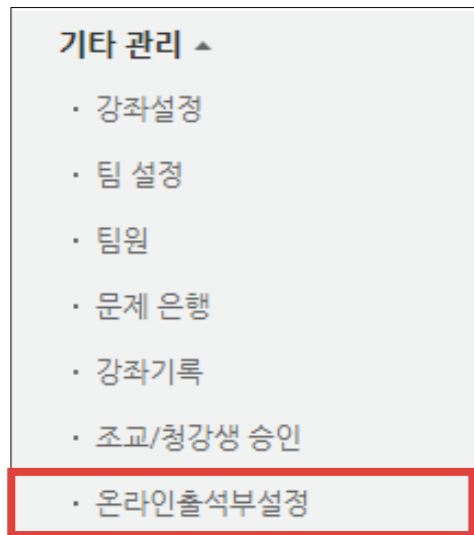 기타 관리 ▲
· 강좌설정
· 팀 설정
· 팀원
· 문제 은행
· 강좌기록
· 조교/청강생 승인
· 온라인출석부설정